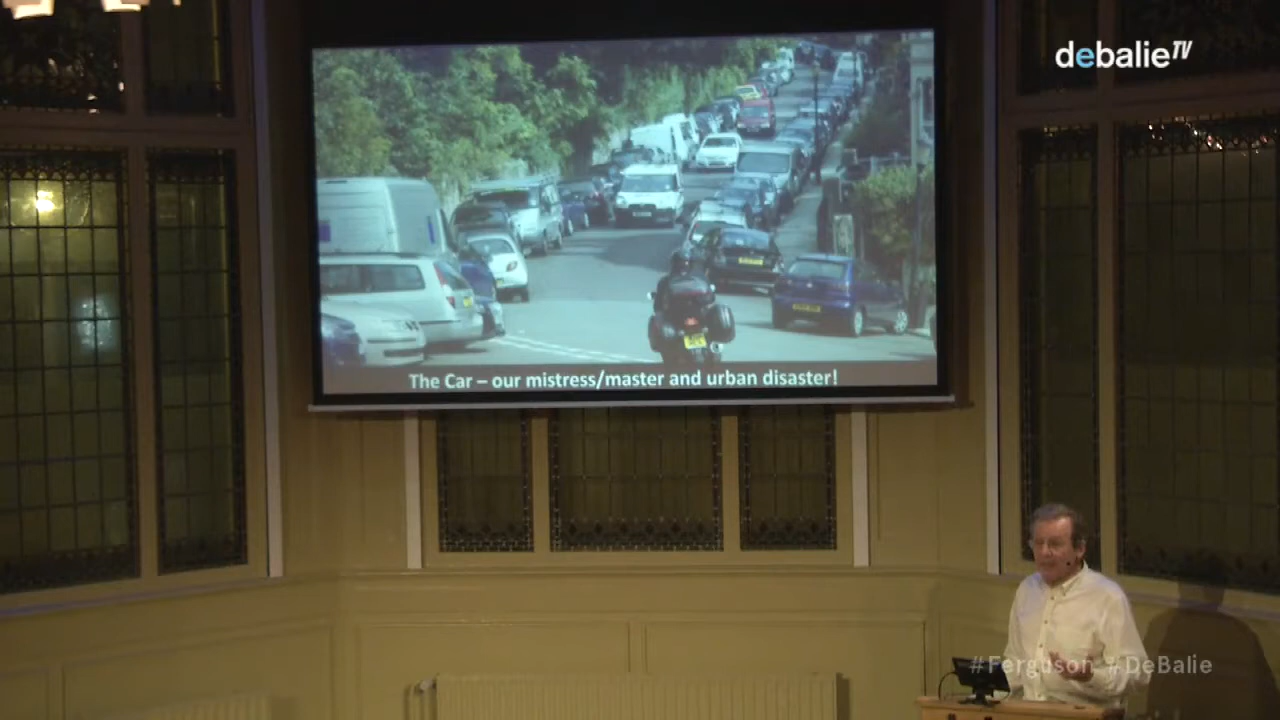 debalieTV
The Car – our mistress/master and urban disaster!
#Ferguson #DeBalie